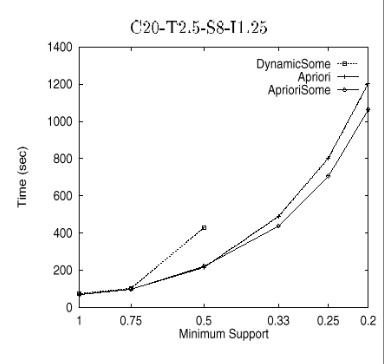 C20-T2.5-S8-I1.25
1400
1200
1000
800
600
400
200
0
Time (sec)
DynamicSome
Apriori
AprioriSome
1 0.75 0.5 0.33 0.25 0.2
Minimum Support